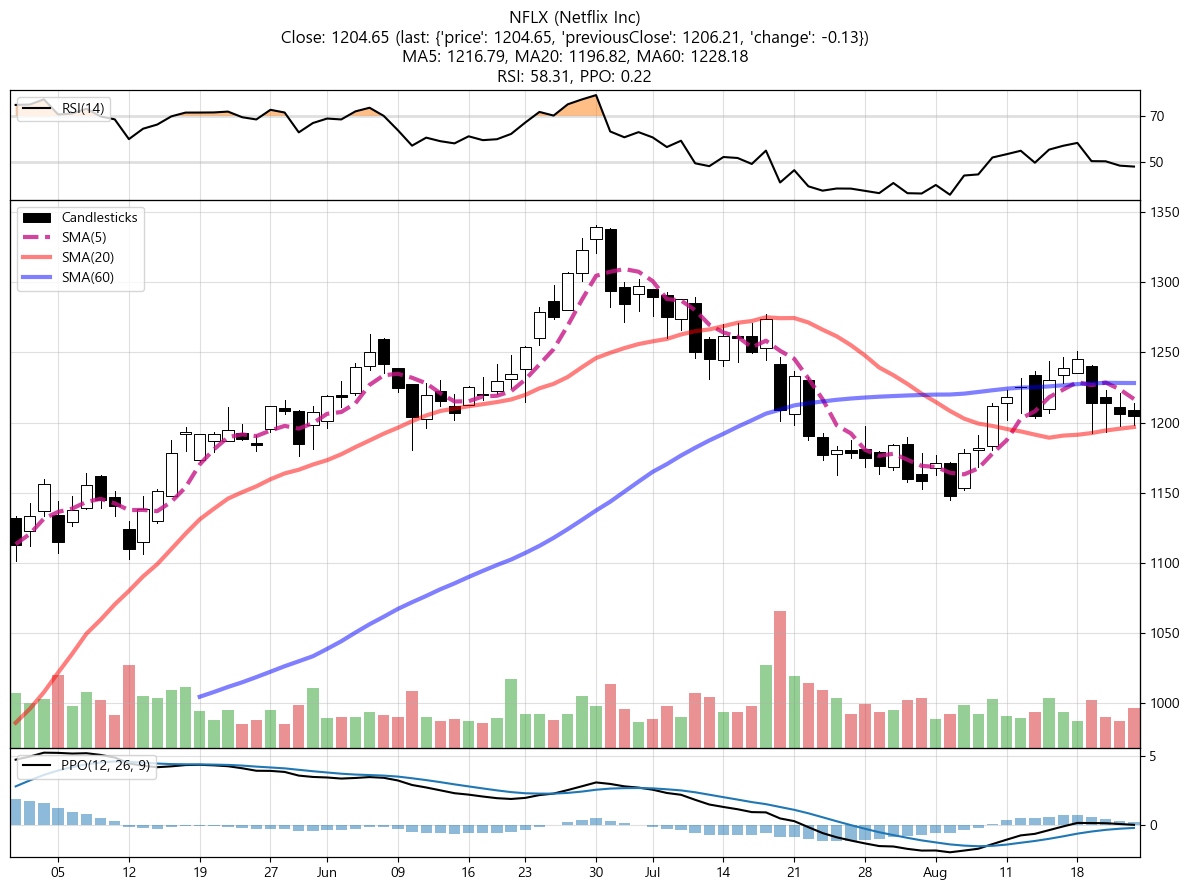 NFLX (Netflix Inc)
Close: 1204.65 (last: {'price': 1204.65, 'previousClose': 1206.21, 'change': -0.13})
MA5: 1216.79, MA20: 1196.82, MA60: 1228.18
RSI: 58.31, PPO: 0.22
RSI(14)
70
50
Candlesticks
SMA(5)
SMA(20)
SMA(60)
1350
1300
1250
1200
1150
1100
1050
1000
PPO(12, 26, 9)
5
0
05 12 19 27 Jun 09 16 23 30 Jul 14 21 28 Aug 11 18